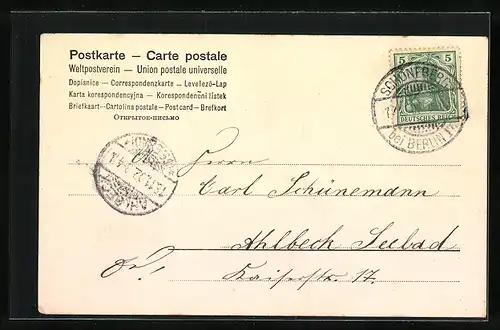 Postkarte – Carte postale
Weltpostverein – Union postale universelle
Dopisnice – Correspondenzkarte – Levelező-Lap
Karta korespondencyjna – Korespondenční lístek
Briefkaart – Cartolina postale – Postcard – Brefkort
Открытое-письмо
5 5
DEUTSCHES REICH
SCHÖNEBERG
bei BERLIN
Herrn
Carl Schünemann
Ahlbeck Seebad
Kaiserstr. 17.